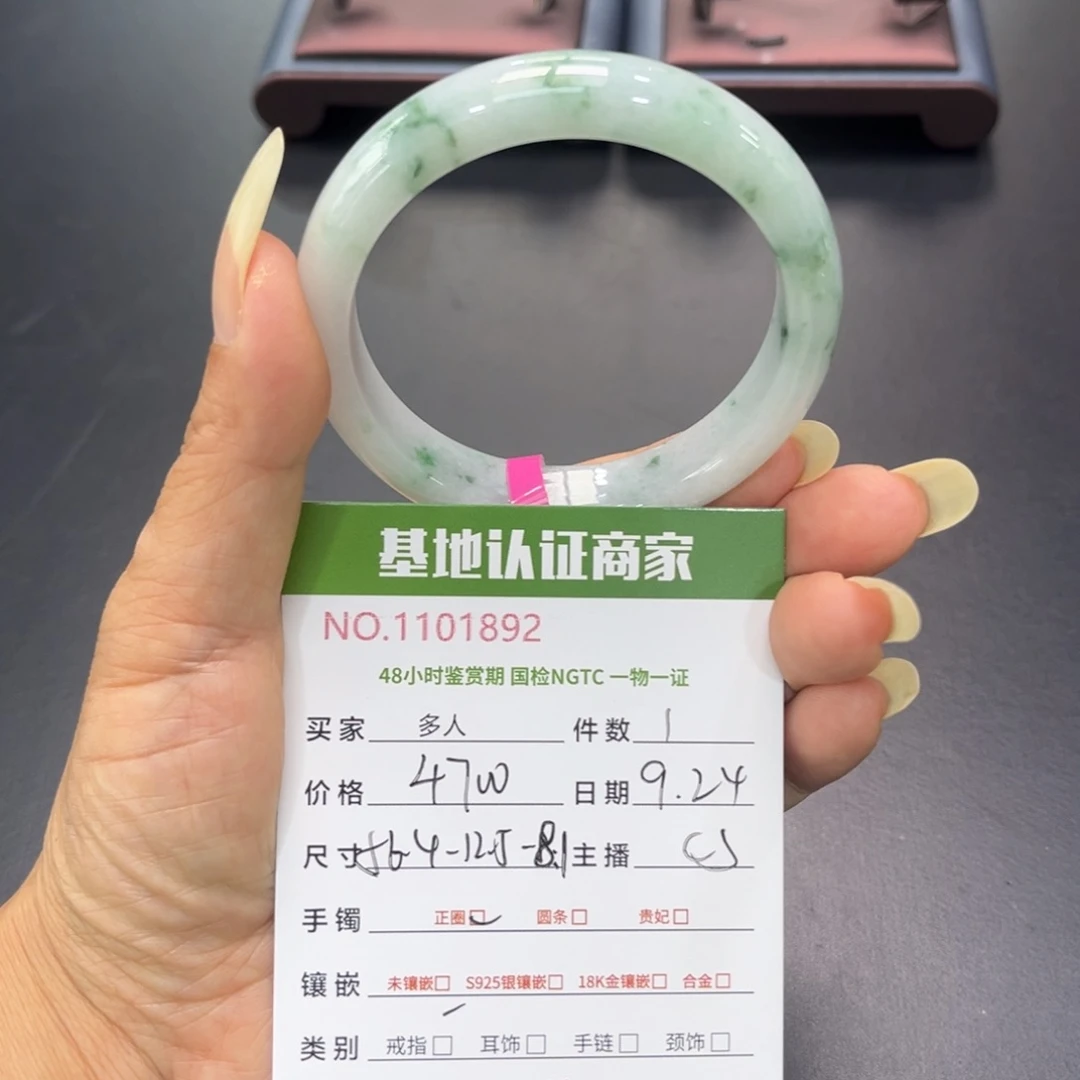 基地认证商家
NO.1101892
48小时鉴赏期 国检NGTC 一物一证
买家 多人 件数 1
价格 4700 日期 9.24
尺寸 56.4-12.5-8.1 主播 CJ
手镯 正圈☑ 圆条□ 贵妃□
镶嵌 未镶嵌□ S925银镶嵌□ 18K金镶嵌□ 合金□
类别 戒指□ 耳饰□ 手链□ 颈饰□